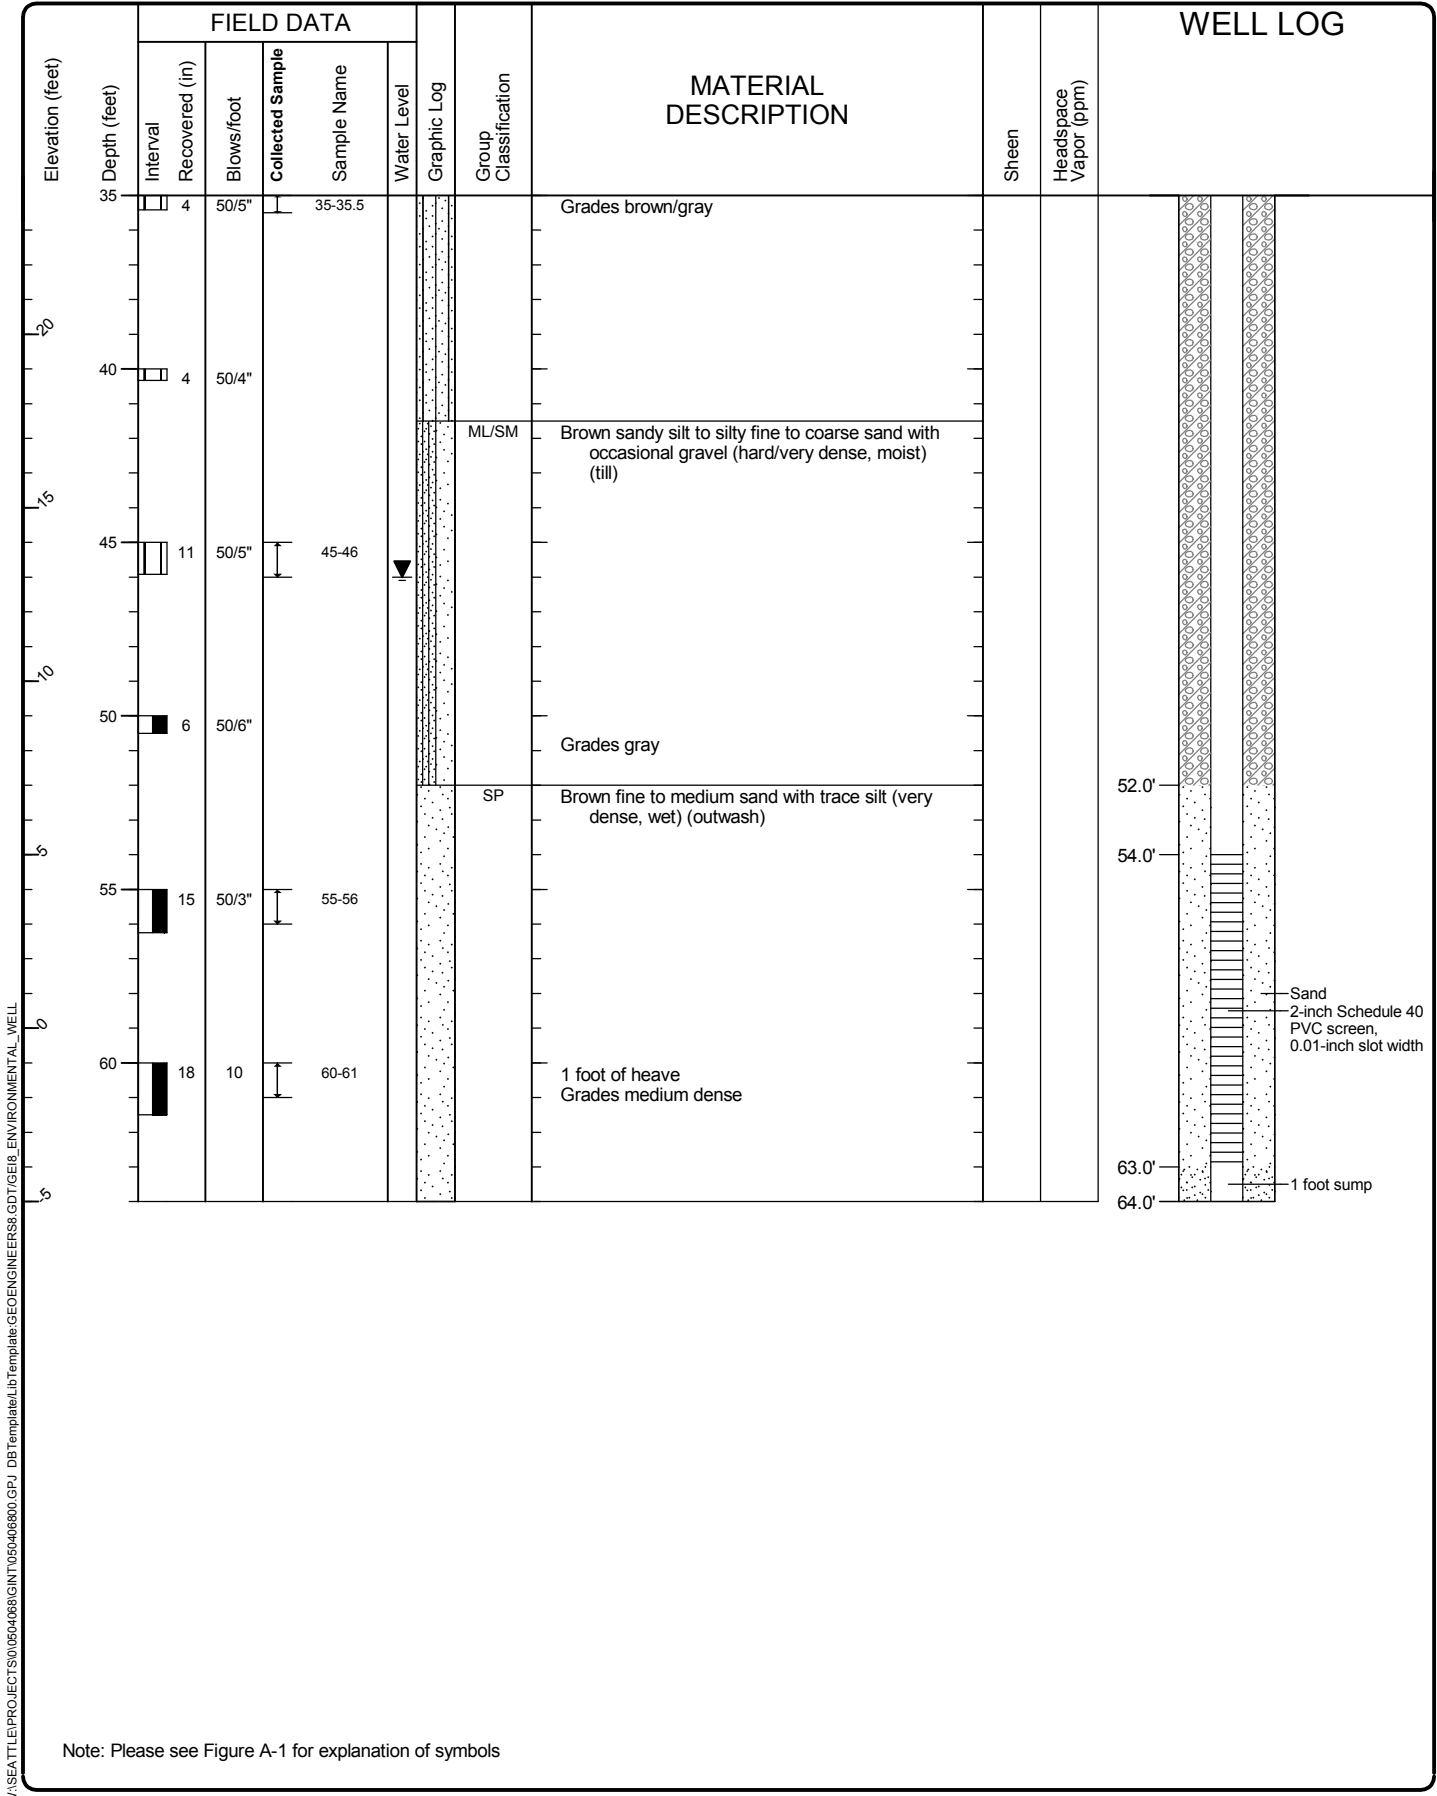 FIELD DATA
WELL LOG
Elevation (feet)
Depth (feet)
Interval
Recovered (in)
Blows/foot
Collected Sample
Sample Name
Water Level
Graphic Log
Group
Classification
MATERIAL
DESCRIPTION
Sheen
Headspace
Vapor (ppm)
35
4
50/5"
35-35.5
Grades brown/gray
20
40
4
50/4"
ML/SM
Brown sandy silt to silty fine to coarse sand with
occasional gravel (hard/very dense, moist)
(till)
15
45
11
50/5"
45-46
10
50
6
50/6"
Grades gray
52.0'
SP
Brown fine to medium sand with trace silt (very
dense, wet) (outwash)
5
54.0'
55
15
50/3"
55-56
Sand
2-inch Schedule 40
PVC screen,
0.01-inch slot width
0
60
18
10
60-61
1 foot of heave
Grades medium dense
63.0'
1 foot sump
-5
64.0'
Note: Please see Figure A-1 for explanation of symbols
V:\SEATTLE\PROJECTS\0\0504068\GINT\050406800.GPJ DBTemplate/LibTemplate:GEOENGINEERS8.GDT/GEI8_ENVIRONMENTAL_WELL